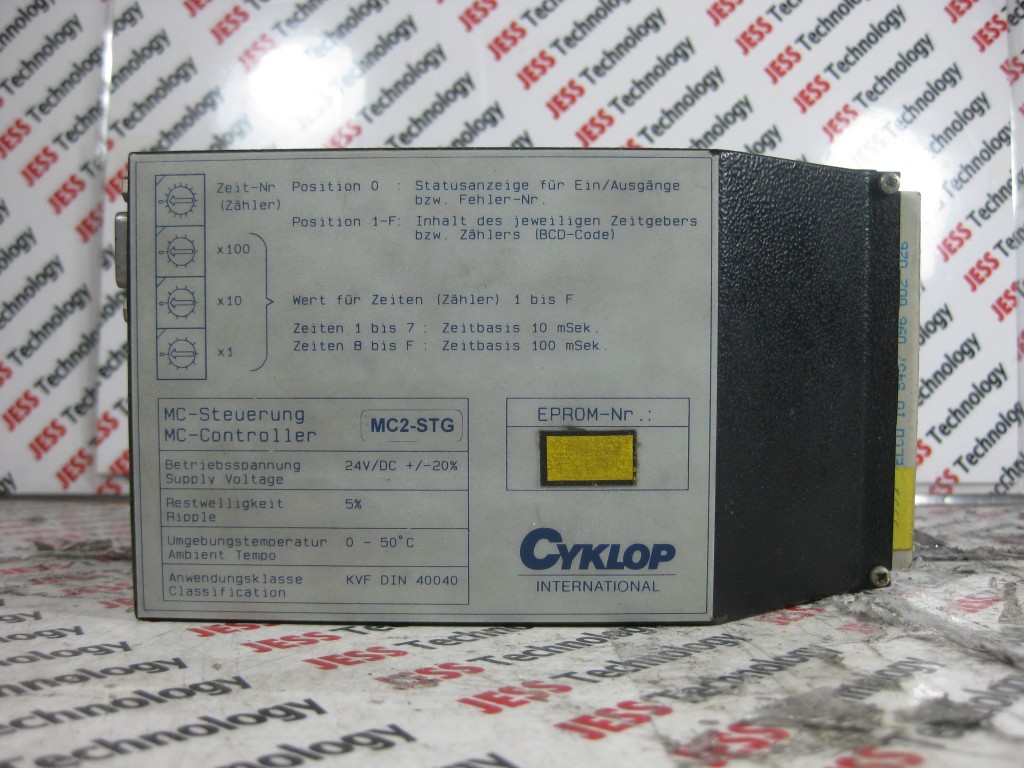 Zeit-Nr
(Zähler)
Position 0 : Statusanzeige für Ein/Ausgänge
bzw. Fehler-Nr.
Position 1-F: Inhalt des jeweiligen Zeitgebers
bzw. Zählers (BCD-Code)
x100
x10
x1
Wert für Zeiten (Zähler) 1 bis F
Zeiten 1 bis 7 : Zeitbasis 10 mSek.
Zeiten 8 bis F : Zeitbasis 100 mSek.
MC-Steuerung
MC-Controller
MC2-STG
Betriebsspannung
Supply Voltage
24V/DC +/-20%
Restwelligkeit
Ripple
5%
Umgebungstemperatur
Ambient Tempo
0 - 50°C
Anwendungsklasse
Classification
KVF DIN 40040
EPROM-Nr.:
CYKLOP
INTERNATIONAL
JESS Technology